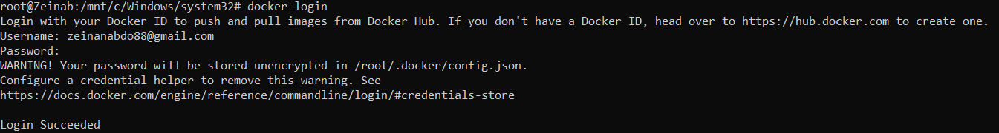 root@Zeinab:/mnt/c/Windows/system32# docker login
Login with your Docker ID to push and pull images from Docker Hub. If you don't have a Docker ID, head over to https://hub.docker.com to create one.
Username: zeinanabdo88@gmail.com
Password:
WARNING! Your password will be stored unencrypted in /root/.docker/config.json.
Configure a credential helper to remove this warning. See
https://docs.docker.com/engine/reference/commandline/login/#credentials-store
Login Succeeded